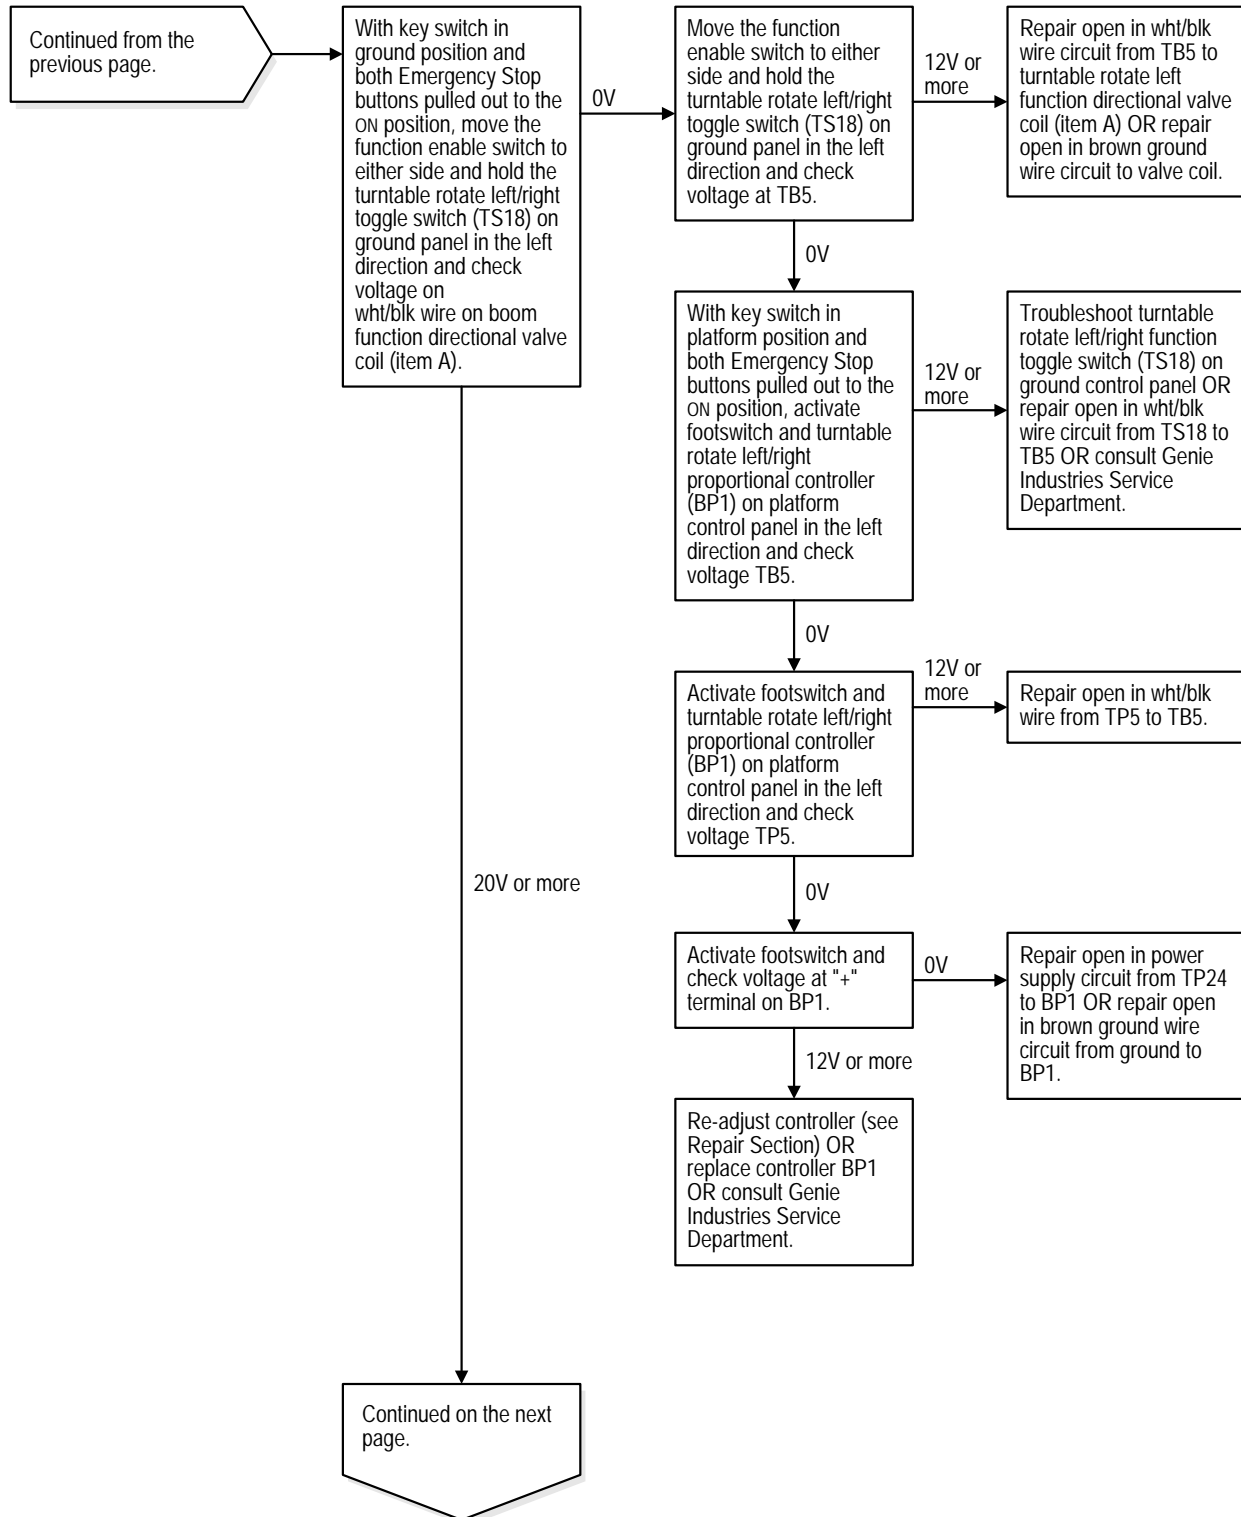 Continued from the
previous page.
With key switch in
ground position and
both Emergency Stop
buttons pulled out to the
ON position, move the
function enable switch to
either side and hold the
turntable rotate left/right
toggle switch (TS18) on
ground panel in the left
direction and check
voltage on
wht/blk wire on boom
function directional valve
coil (item A).
0V
Move the function
enable switch to either
side and hold the
turntable rotate left/right
toggle switch (TS18) on
ground panel in the left
direction and check
voltage at TB5.
12V or
more
Repair open in wht/blk
wire circuit from TB5 to
turntable rotate left
function directional valve
coil (item A) OR repair
open in brown ground
wire circuit to valve coil.
0V
With key switch in
platform position and
both Emergency Stop
buttons pulled out to the
ON position, activate
footswitch and turntable
rotate left/right
proportional controller
(BP1) on platform
control panel in the left
direction and check
voltage TB5.
12V or
more
Troubleshoot turntable
rotate left/right function
toggle switch (TS18) on
ground control panel OR
repair open in wht/blk
wire circuit from TS18 to
TB5 OR consult Genie
Industries Service
Department.
0V
Activate footswitch and
turntable rotate left/right
proportional controller
(BP1) on platform
control panel in the left
direction and check
voltage TP5.
12V or
more
Repair open in wht/blk
wire from TP5 to TB5.
20V or more
0V
Activate footswitch and
check voltage at "+"
terminal on BP1.
0V
Repair open in power
supply circuit from TP24
to BP1 OR repair open
in brown ground wire
circuit from ground to
BP1.
12V or more
Re-adjust controller (see
Repair Section) OR
replace controller BP1
OR consult Genie
Industries Service
Department.
Continued on the next
page.